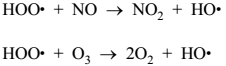 HOO• + NO → NO₂ + HO•
HOO• + O₃ → 2O₂ + HO•